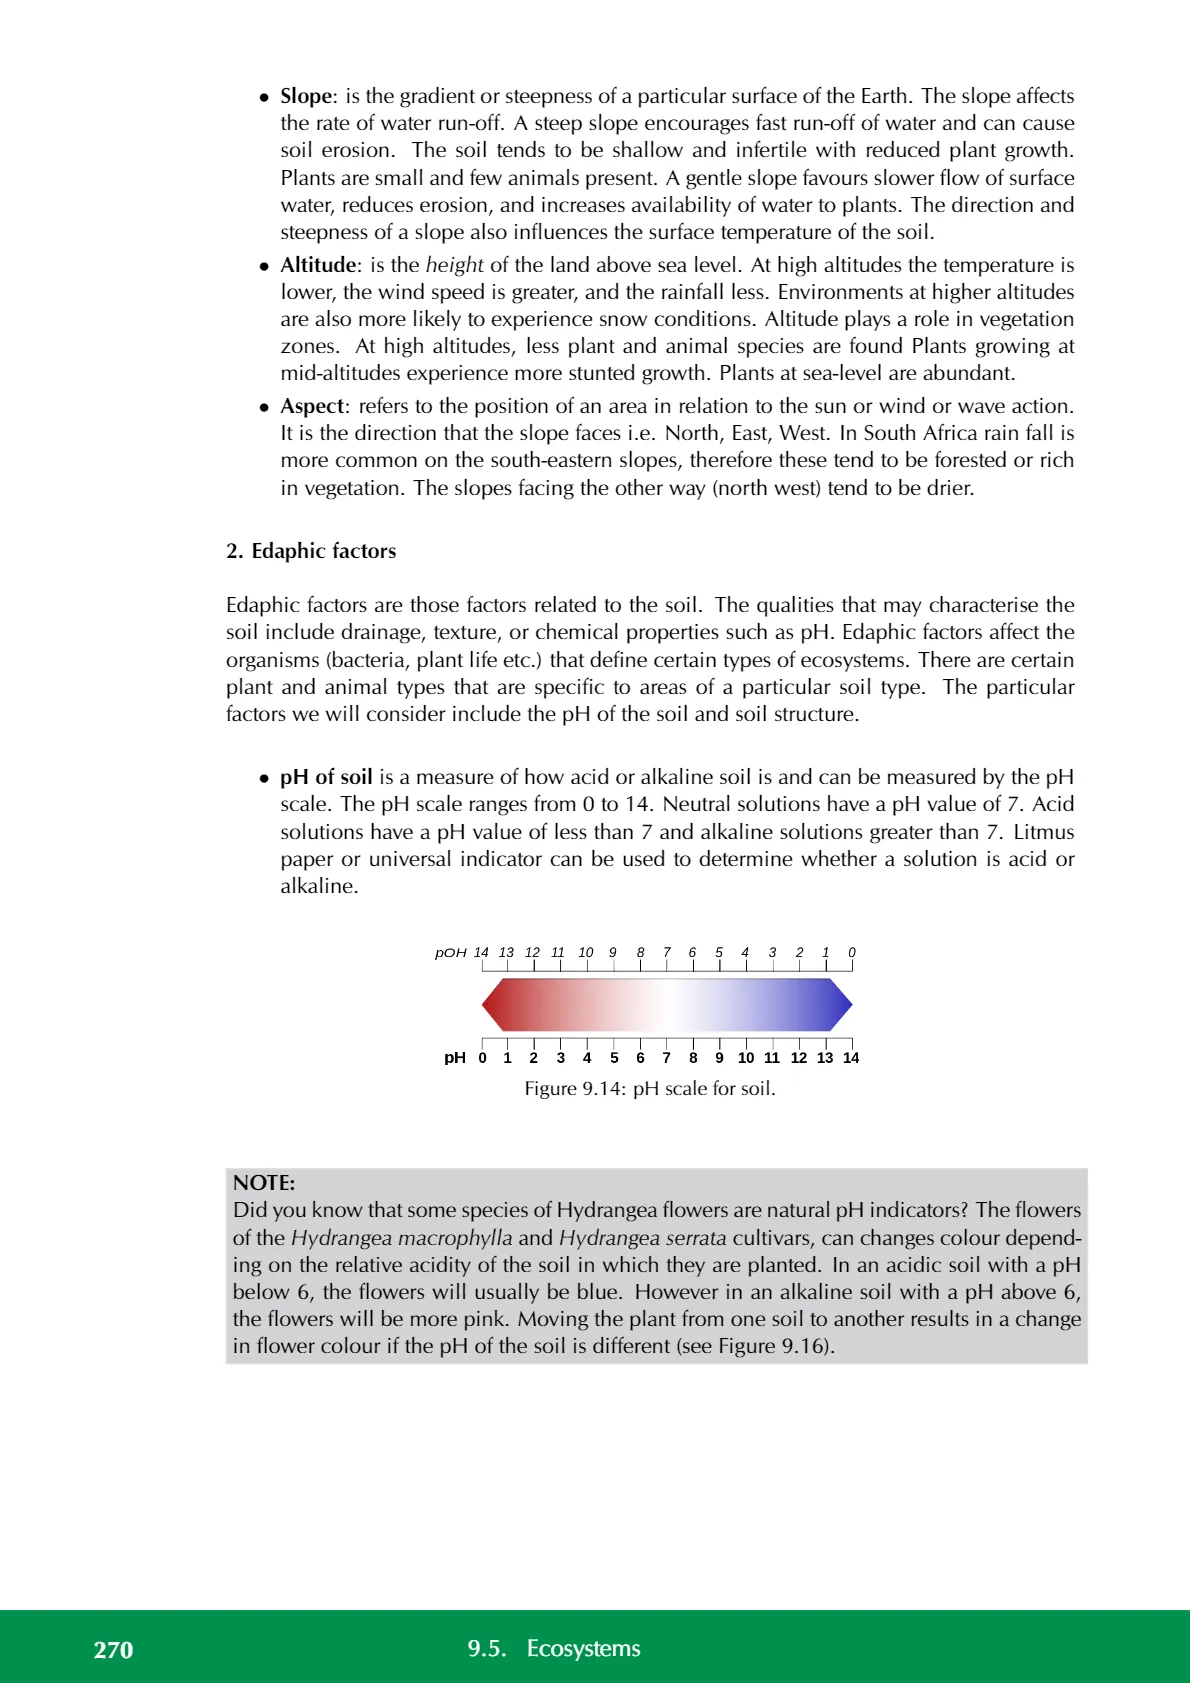 • Slope: is the gradient or steepness of a particular surface of the Earth. The slope affects
the rate of water run-off. A steep slope encourages fast run-off of water and can cause
soil erosion. The soil tends to be shallow and infertile with reduced plant growth.
Plants are small and few animals present. A gentle slope favours slower flow of surface
water, reduces erosion, and increases availability of water to plants. The direction and
steepness of a slope also influences the surface temperature of the soil.
• Altitude: is the height of the land above sea level. At high altitudes the temperature is
lower, the wind speed is greater, and the rainfall less. Environments at higher altitudes
are also more likely to experience snow conditions. Altitude plays a role in vegetation
zones. At high altitudes, less plant and animal species are found Plants growing at
mid-altitudes experience more stunted growth. Plants at sea-level are abundant.
• Aspect: refers to the position of an area in relation to the sun or wind or wave action.
It is the direction that the slope faces i.e. North, East, West. In South Africa rain fall is
more common on the south-eastern slopes, therefore these tend to be forested or rich
in vegetation. The slopes facing the other way (north west) tend to be drier.
2. Edaphic factors
Edaphic factors are those factors related to the soil. The qualities that may characterise the
soil include drainage, texture, or chemical properties such as pH. Edaphic factors affect the
organisms (bacteria, plant life etc.) that define certain types of ecosystems. There are certain
plant and animal types that are specific to areas of a particular soil type. The particular
factors we will consider include the pH of the soil and soil structure.
• pH of soil is a measure of how acid or alkaline soil is and can be measured by the pH
scale. The pH scale ranges from 0 to 14. Neutral solutions have a pH value of 7. Acid
solutions have a pH value of less than 7 and alkaline solutions greater than 7. Litmus
paper or universal indicator can be used to determine whether a solution is acid or
alkaline.
pOH 14 13 12 11 10 9 8 7 6 5 4 3 2 1 0
pH 0 1 2 3 4 5 6 7 8 9 10 11 12 13 14
Figure 9.14: pH scale for soil.
NOTE:
Did you know that some species of Hydrangea flowers are natural pH indicators? The flowers
of the Hydrangea macrophylla and Hydrangea serrata cultivars, can changes colour depend-
ing on the relative acidity of the soil in which they are planted. In an acidic soil with a pH
below 6, the flowers will usually be blue. However in an alkaline soil with a pH above 6,
the flowers will be more pink. Moving the plant from one soil to another results in a change
in flower colour if the pH of the soil is different (see Figure 9.16).
270 9.5. Ecosystems